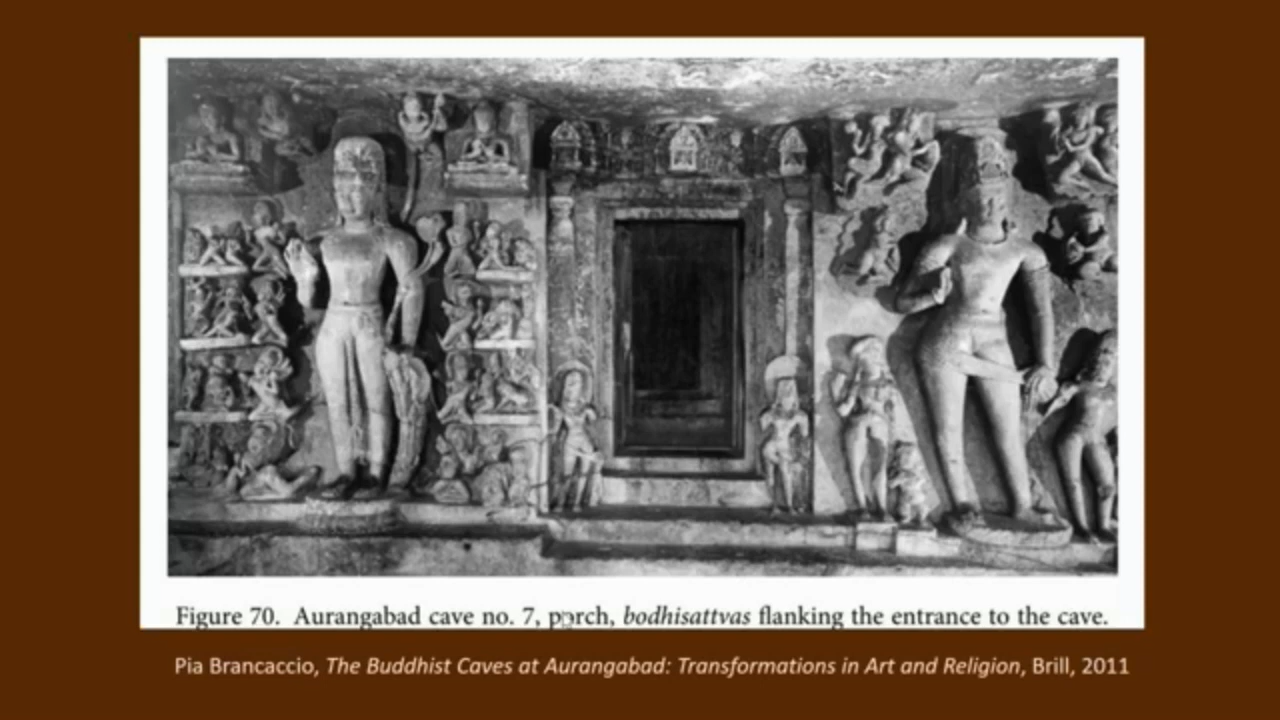 Figure 70. Aurangabad cave no. 7, porch, bodhisattvas flanking the entrance to the cave.
Pia Brancaccio, The Buddhist Caves at Aurangabad: Transformations in Art and Religion, Brill, 2011